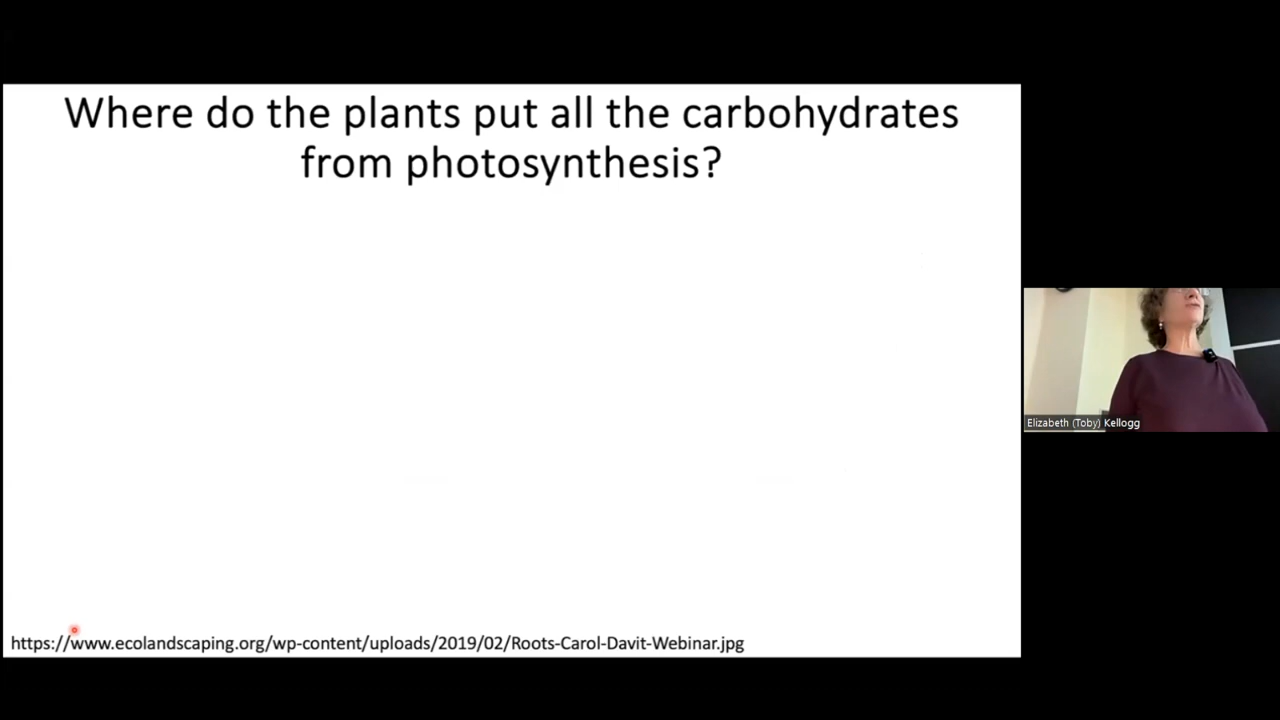 Where do the plants put all the carbohydrates
from photosynthesis?
Elizabeth (Toby) Kellogg
https://www.ecolandscaping.org/wp-content/uploads/2019/02/Roots-Carol-Davit-Webinar.jpg